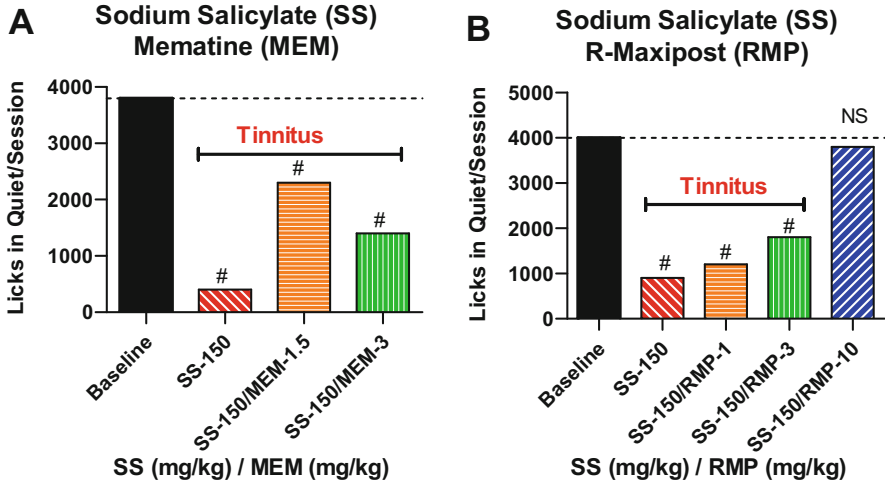 A
Sodium Salicylate (SS)
Mematine (MEM)
Licks in Quiet/Session
4000
3000
2000
1000
0
Tinnitus
#
#
#
Baseline
SS-150
SS-150/MEM-1.5
SS-150/MEM-3
SS (mg/kg) / MEM (mg/kg)
B
Sodium Salicylate (SS)
R-Maxipost (RMP)
Licks in Quiet/Session
5000
4000
3000
2000
1000
0
NS
Tinnitus
#
#
#
Baseline
SS-150
SS-150/RMP-1
SS-150/RMP-3
SS-150/RMP-10
SS (mg/kg) / RMP (mg/kg)